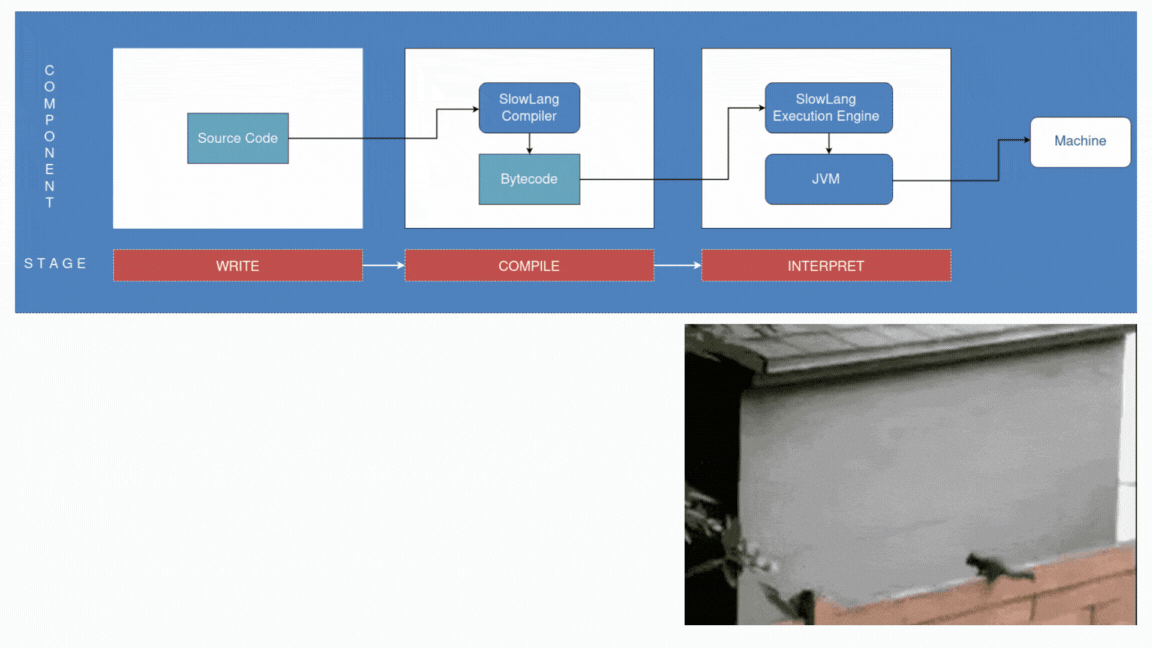 COMPONENT
Source Code
SlowLang
Compiler
Bytecode
SlowLang
Execution Engine
JVM
Machine
STAGE
WRITE
COMPILE
INTERPRET